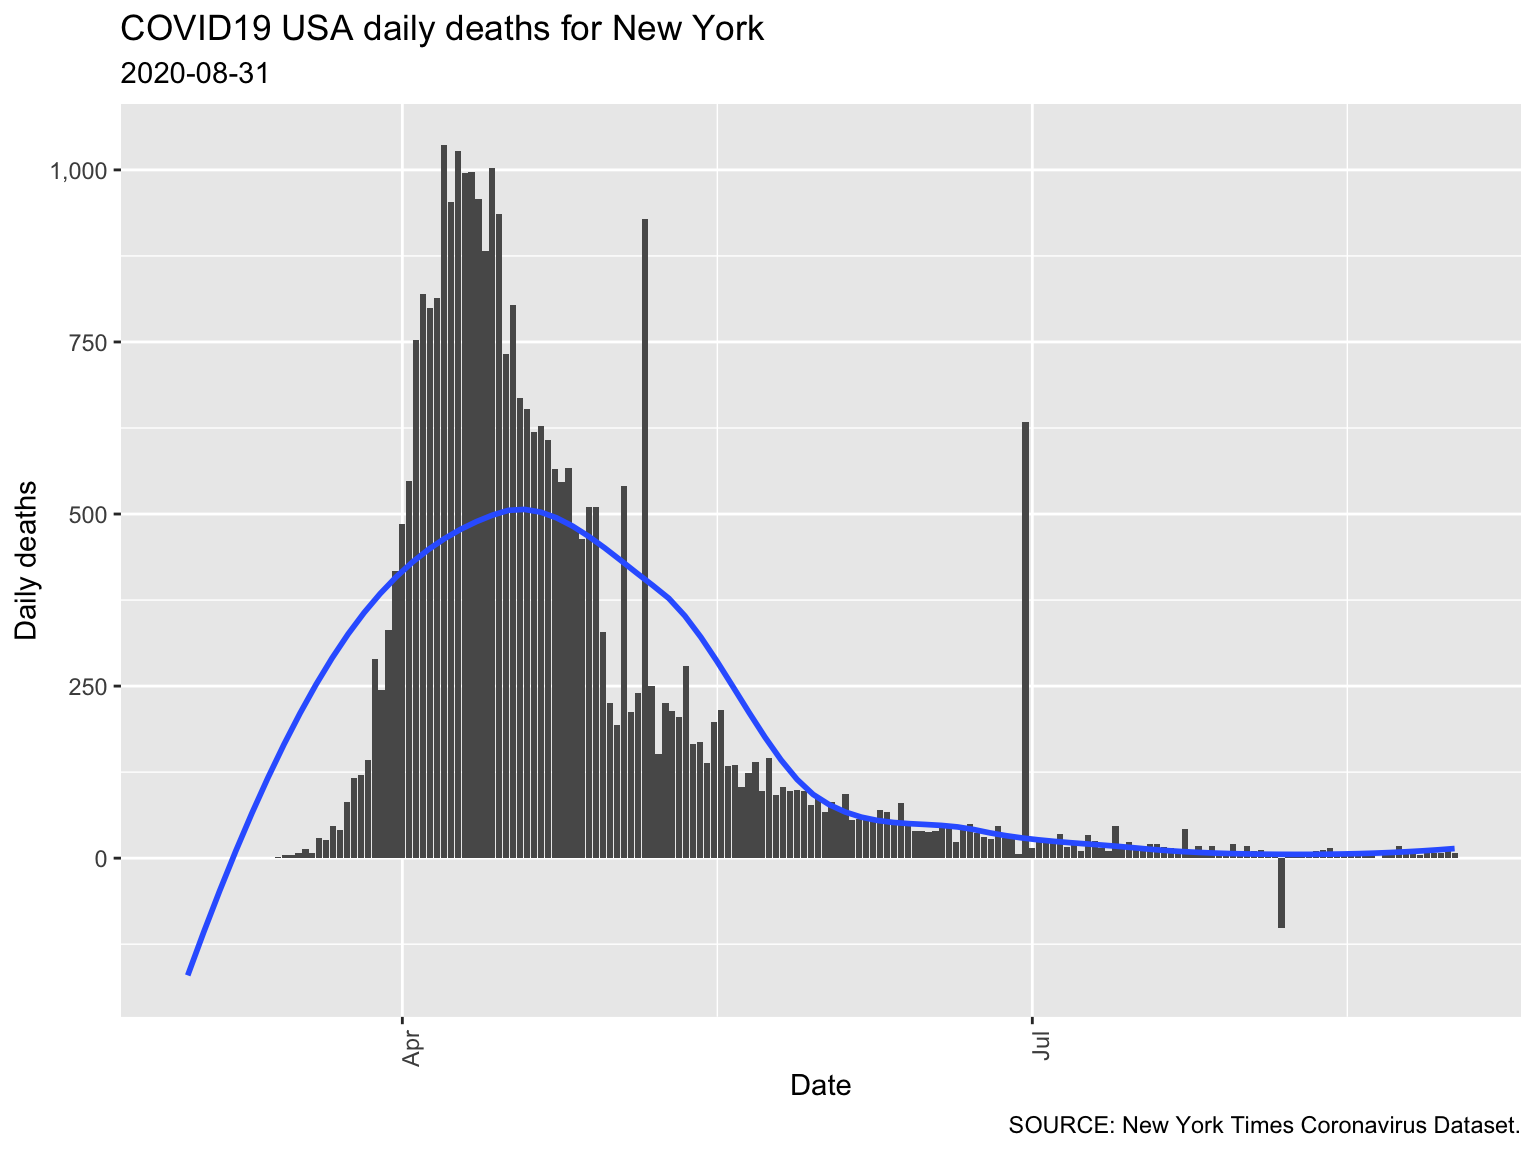 COVID19 USA daily deaths for New York
2020-08-31
1,000
750
500
250
0
Daily deaths
Apr
Jul
Date
SOURCE: New York Times Coronavirus Dataset.